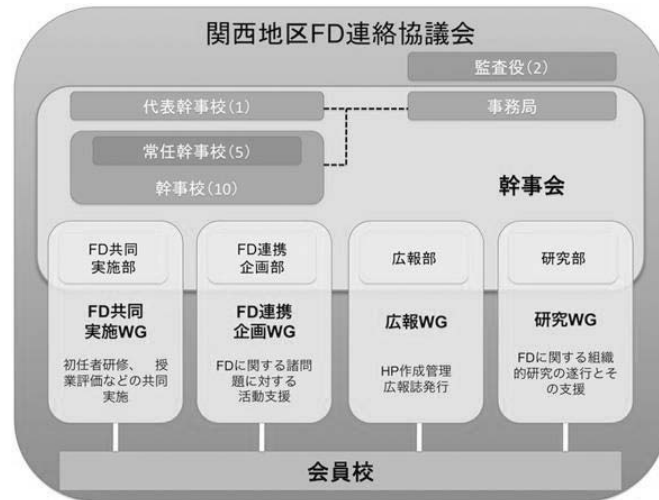 関西地区FD連絡協議会
監査役(2)
代表幹事校(1)
事務局
常任幹事校(5)
幹事校(10)
幹事会
FD共同
実施部
FD連携
企画部
広報部
研究部
FD共同
実施WG
FD連携
企画WG
広報WG
研究WG
初任者研修、 授
業評価などの共同
実施
FDに関する諸問
題に対する
活動支援
HP作成管理
広報誌発行
FDに関する組織
的研究の遂行とそ
の支援
会員校